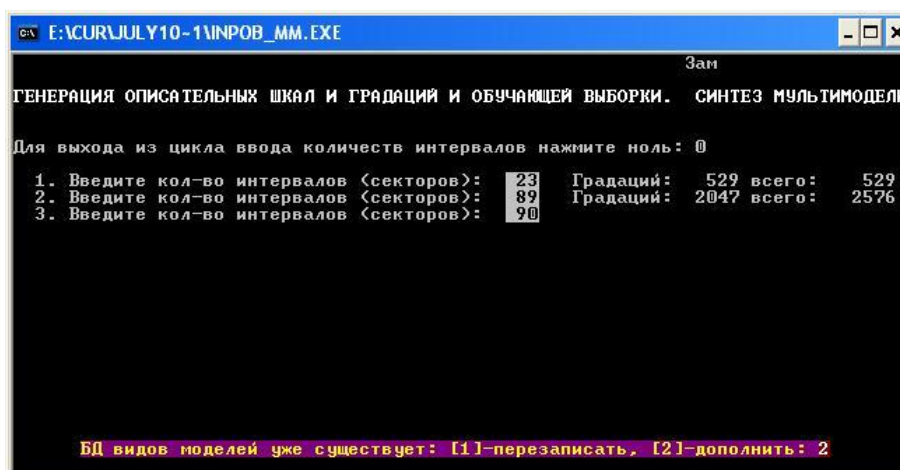 E:\CUR\JULY10~1\INPOB_MM.EXE
Зам
ГЕНЕРАЦИЯ ОПИСАТЕЛЬНЫХ ШКАЛ И ГРАДАЦИЙ И ОБУЧАЮЩЕЙ ВЫБОРКИ. СИНТЕЗ МУЛЬТИМОДЕЛИ
Для выхода из цикла ввода количеств интервалов нажмите ноль: 0
1. Введите кол-во интервалов (секторов): 23 Градаций: 529 всего: 529
2. Введите кол-во интервалов (секторов): 89 Градаций: 2047 всего: 2576
3. Введите кол-во интервалов (секторов): 90
БД видов моделей уже существует: [1]-перезаписать, [2]-дополнить: 2